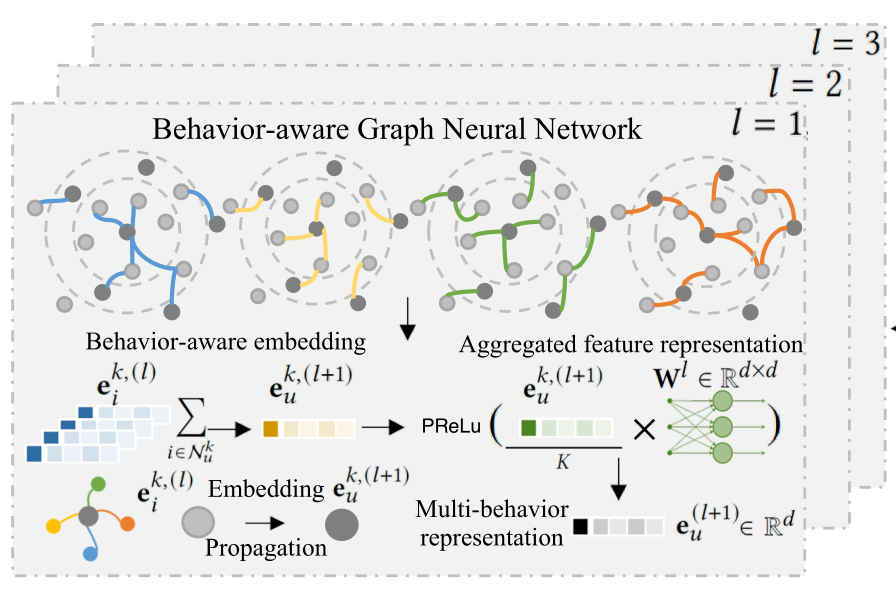 l = 3
l = 2
l = 1
Behavior-aware Graph Neural Network
Behavior-aware embedding
Aggregated feature representation
e_i^{k,(l)}
e_u^{k,(l+1)}
e_u^{k,(l+1)}
W^l ∈ ℝ^{d×d}
∑_{i∈N_u^k}
PReLu ( × )
K
e_i^{k,(l)}
Embedding
Propagation
e_u^{k,(l+1)}
Multi-behavior
representation
e_u^{(l+1)} ∈ ℝ^d